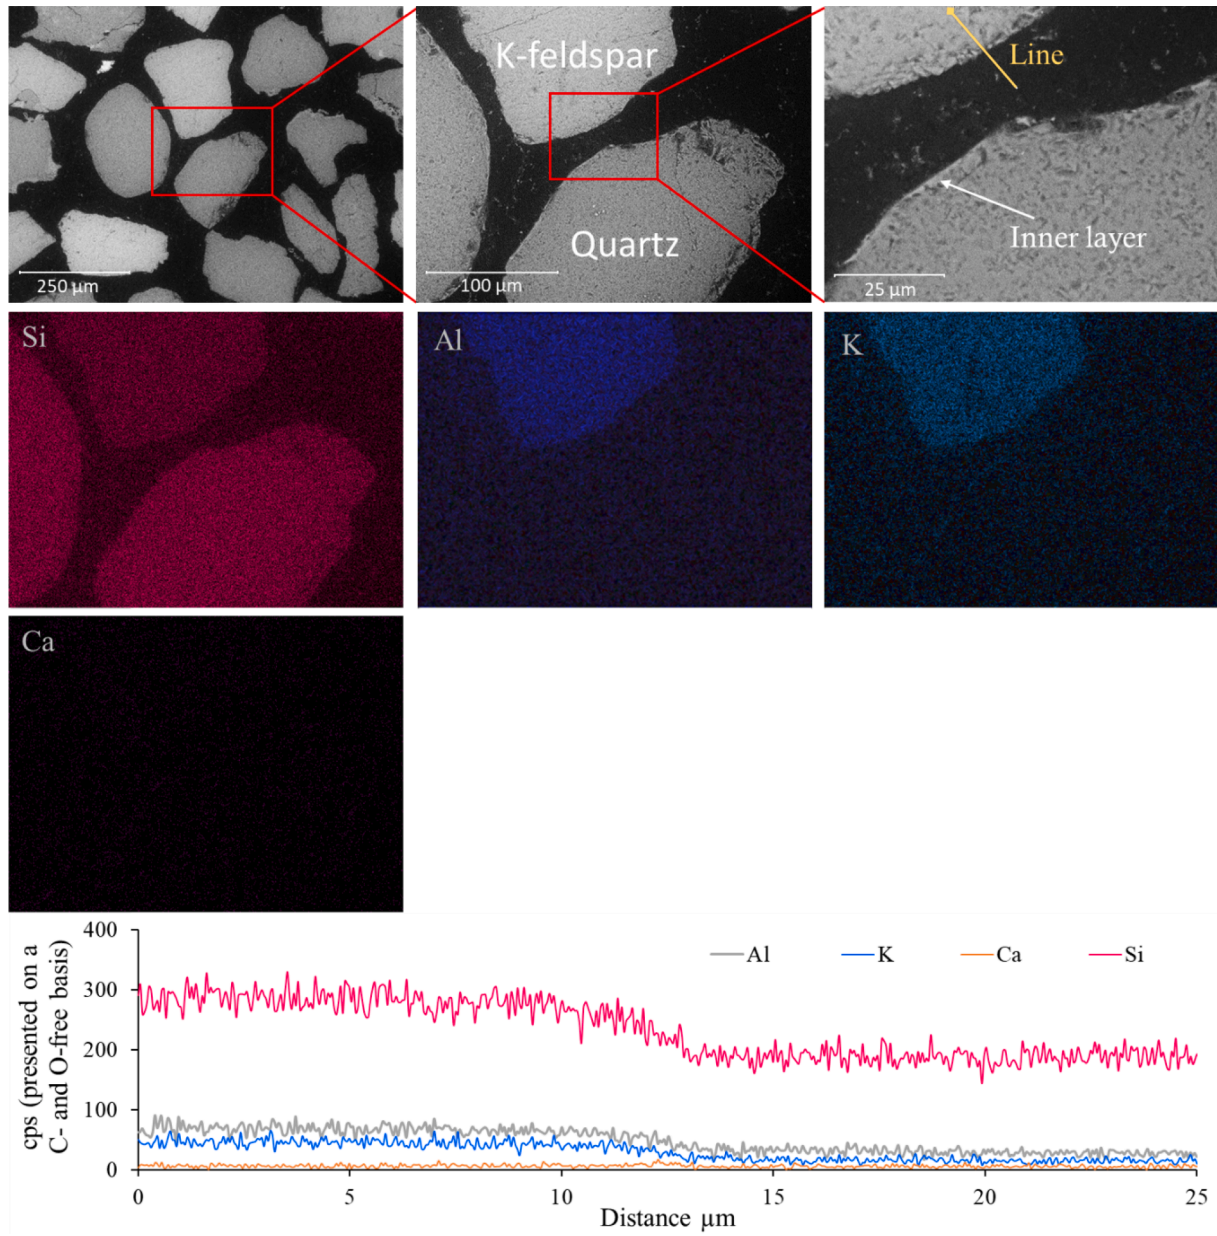 K-feldspar
Line
Quartz
Inner layer
250 µm
100 µm
25 µm
Si
Al
K
Ca
cps (presented on a
C- and O-free basis)
400
300
200
100
0
Al
K
Ca
Si
0
5
10
15
20
25
Distance µm